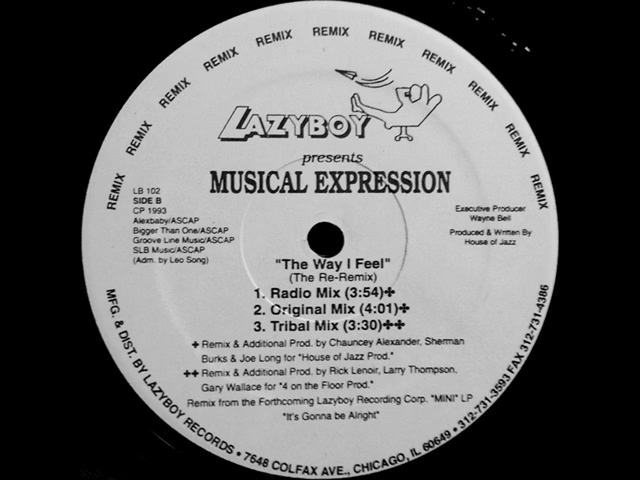 REMIX REMIX REMIX REMIX REMIX REMIX REMIX REMIX REMIX REMIX REMIX
LAZYBOY
presents
MUSICAL EXPRESSION
LB 102
SIDE B
CP 1993
Alexbaby/ASCAP
Bigger Than One/ASCAP
Groove Line Music/ASCAP
SLB Music/ASCAP
(Adm. by Leo Song)
Executive Producer
Wayne Bell
Produced & Written By
House of Jazz
"The Way I Feel"
(The Re-Remix)
1. Radio Mix (3:54)✚
2. Original Mix (4:01)✚
3. Tribal Mix (3:30)✚✚
✚ Remix & Additional Prod. by Chauncey Alexander, Sherman
Burks & Joe Long for "House of Jazz Prod."
✚✚ Remix & Additional Prod. by Rick Lenoir, Larry Thompson,
Gary Wallace for "4 on the Floor Prod."
Remix from the Forthcoming Lazyboy Recording Corp. "MINI" LP
"It's Gonna be Alright"
MFG. & DIST. BY LAZYBOY RECORDS • 7648 COLFAX AVE., CHICAGO, IL 60649 • 312-731-3593 FAX 312-731-4386